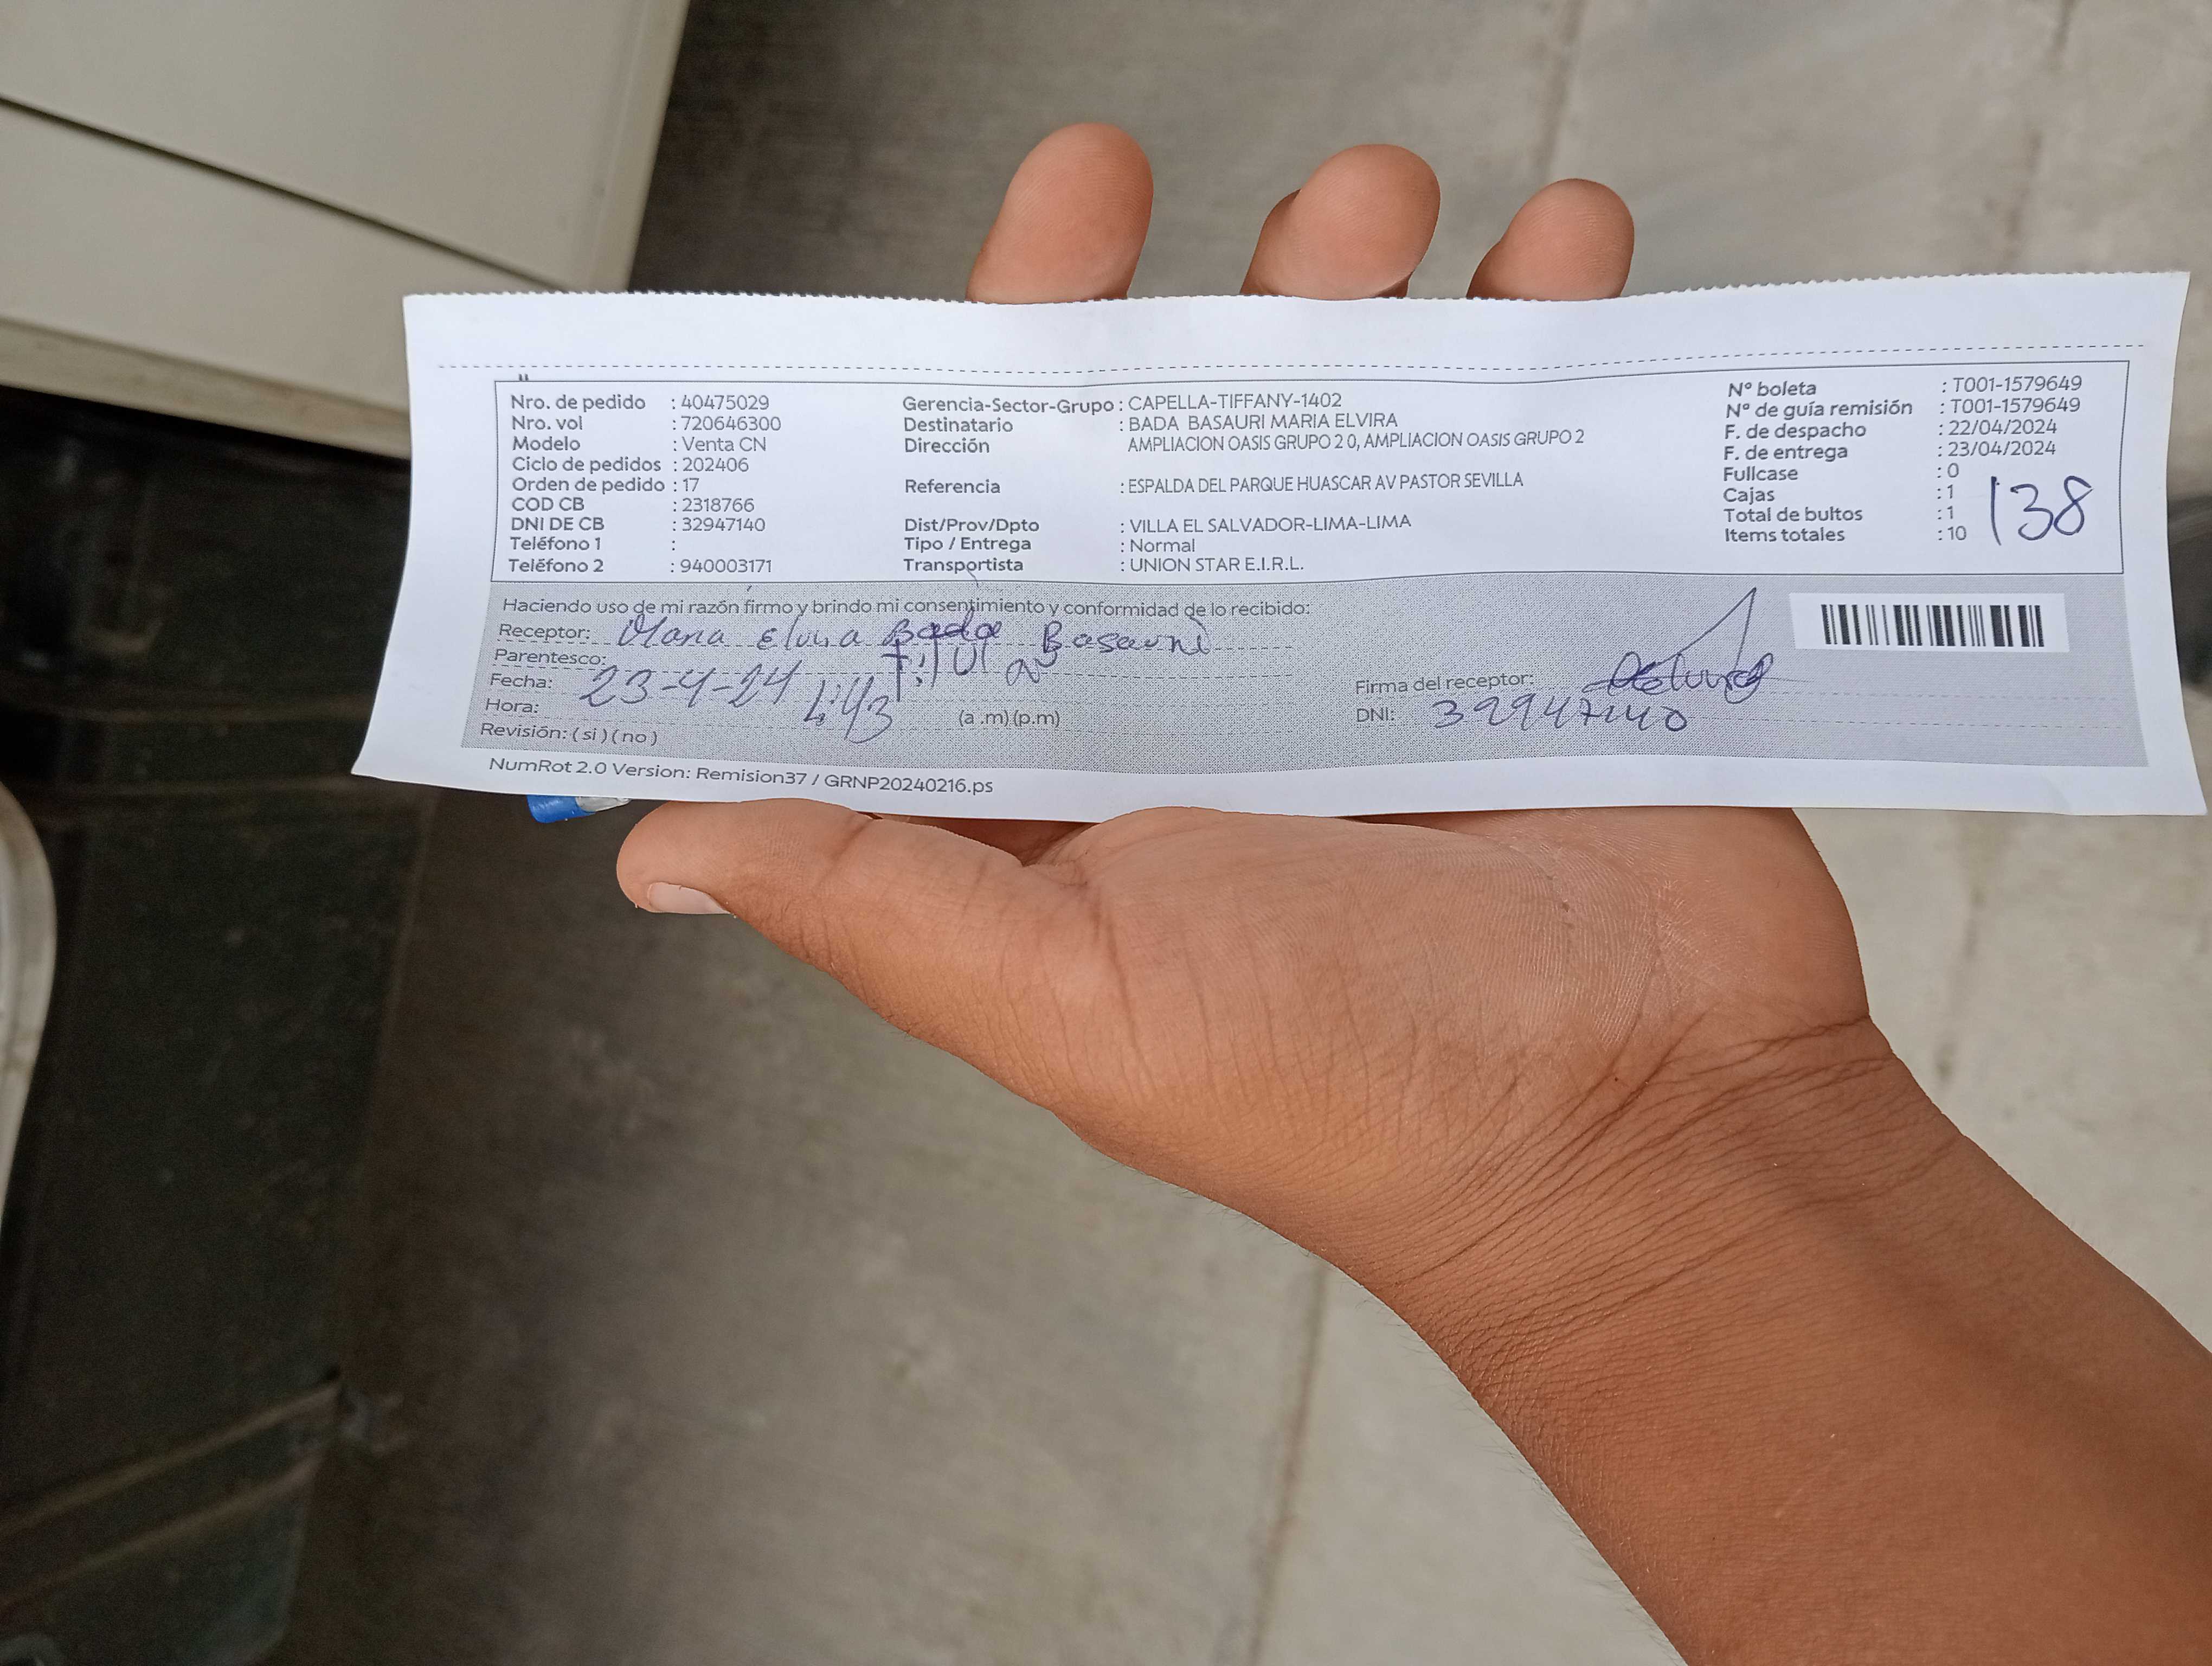 Nro. de pedido : 40475029
Nro. vol : 720646300
Modelo : Venta CN
Ciclo de pedidos : 202406
Orden de pedido : 17
COD CB : 2318766
DNI DE CB : 32947140
Teléfono 1 :
Teléfono 2 : 940003171
Gerencia-Sector-Grupo : CAPELLA-TIFFANY-1402
Destinatario : BADA BASAURI MARIA ELVIRA
Dirección AMPLIACION OASIS GRUPO 2 0, AMPLIACION OASIS GRUPO 2
Referencia : ESPALDA DEL PARQUE HUASCAR AV PASTOR SEVILLA
Dist/Prov/Dpto : VILLA EL SALVADOR-LIMA-LIMA
Tipo / Entrega : Normal
Transportista : UNION STAR E.I.R.L.
Nº boleta : T001-1579649
Nº de guía remisión : T001-1579649
F. de despacho : 22/04/2024
F. de entrega : 23/04/2024
Fullcase : 0
Cajas : 1
Total de bultos : 1
Items totales : 10
138
Haciendo uso de mi razón firmo y brindo mi consentimiento y conformidad de lo recibido:
Receptor: Maria Elvira Bada Basauri
Parentesco: Titular
Fecha: 23-4-24
Hora: (a .m) (p.m)
Revisión: ( si ) ( no )
Firma del receptor:
DNI: 32947140
NumRot 2.0 Version: Remision37 / GRNP20240216.ps